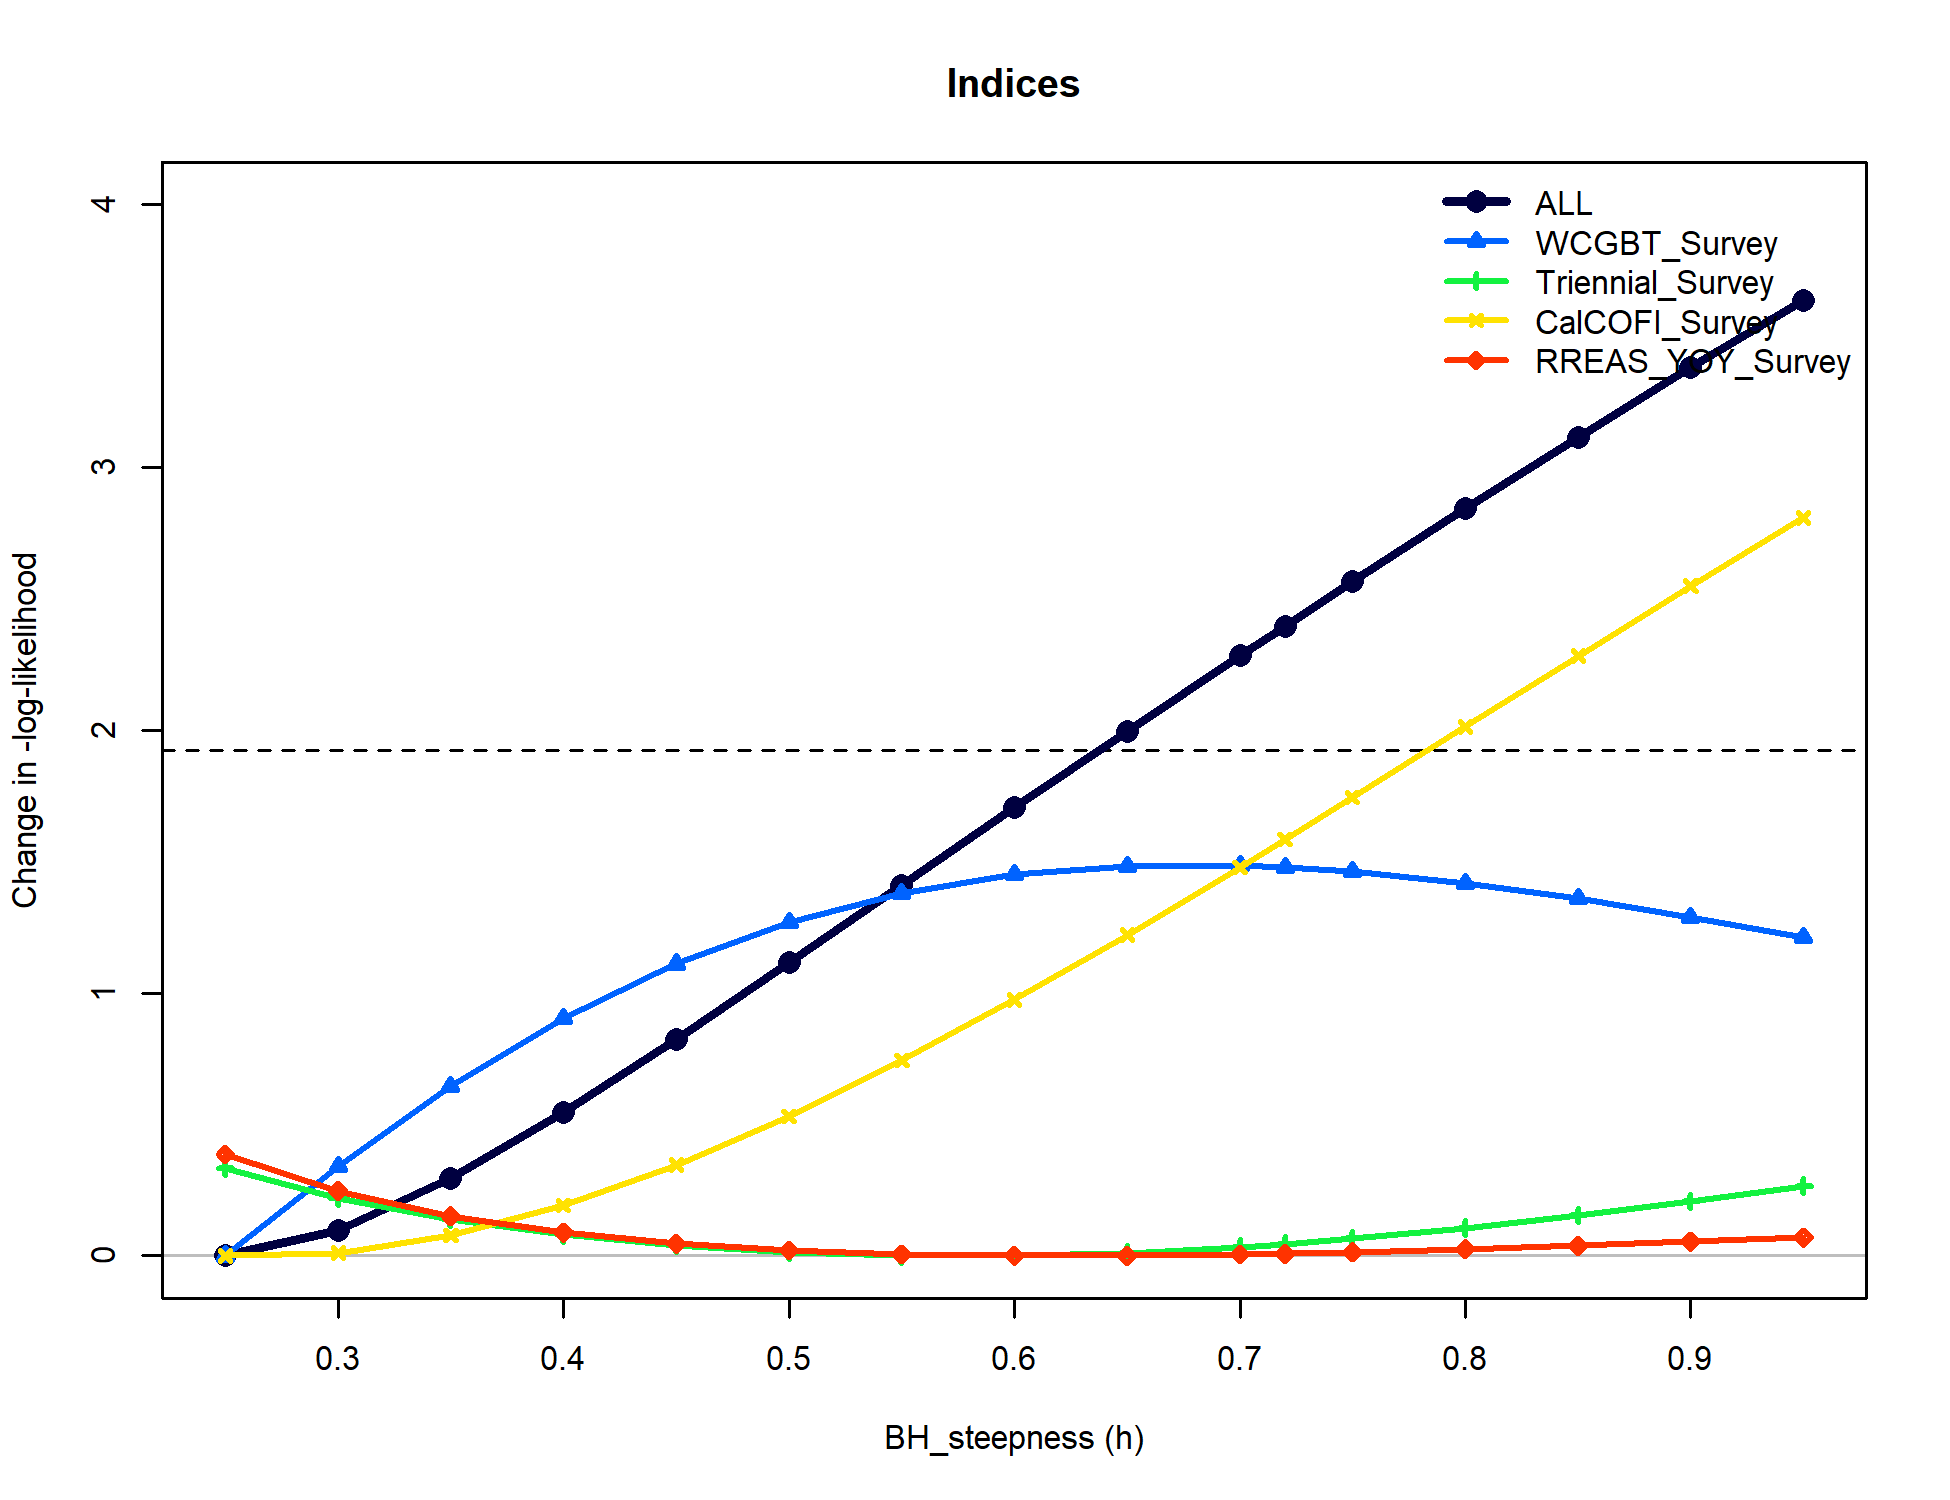 Indices
ALL
WCGBT_Survey
Triennial_Survey
CalCOFI_Survey
RREAS_YOY_Survey
Change in -log-likelihood
4
3
2
1
0
0.3 0.4 0.5 0.6 0.7 0.8 0.9
BH_steepness (h)